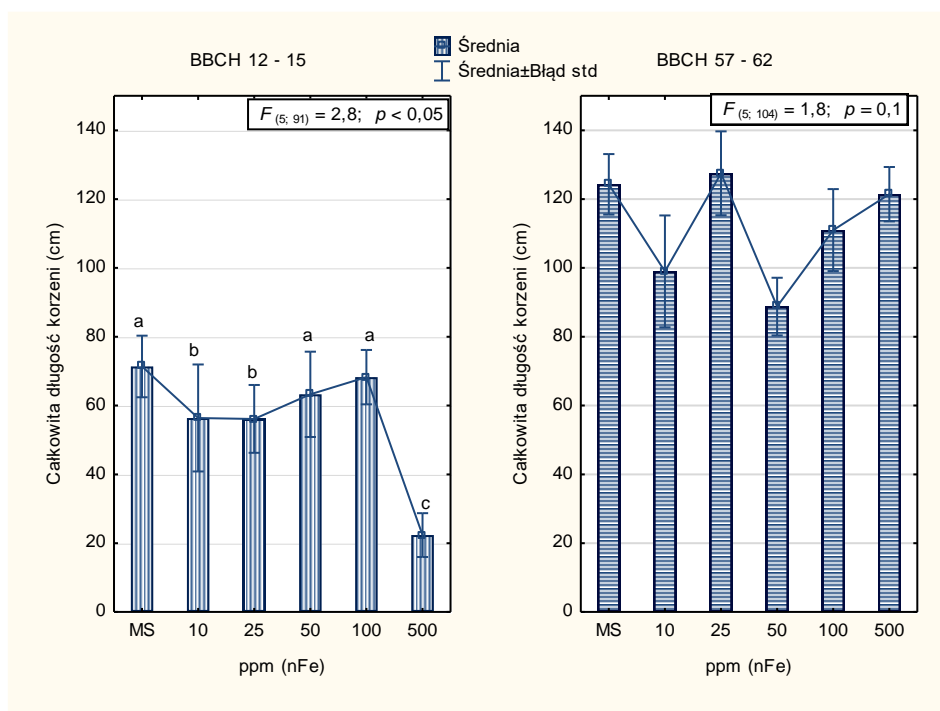 BBCH 12 - 15
Średnia
Średnia±Błąd std
BBCH 57 - 62
F (5; 91) = 2,8; p < 0,05
Całkowita długość korzeni (cm)
140
120
100
80
60
40
20
0
a
b
b
a
a
c
MS 10 25 50 100 500
ppm (nFe)
F (5; 104) = 1,8; p = 0,1
Całkowita długość korzeni (cm)
140
120
100
80
60
40
20
0
MS 10 25 50 100 500
ppm (nFe)